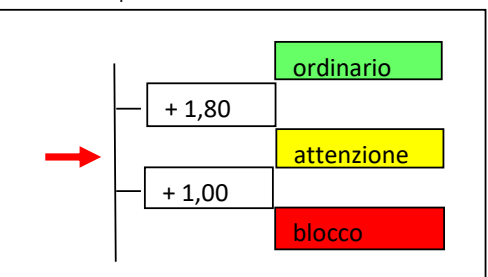 ordinario
+ 1,80
attenzione
+ 1,00
blocco